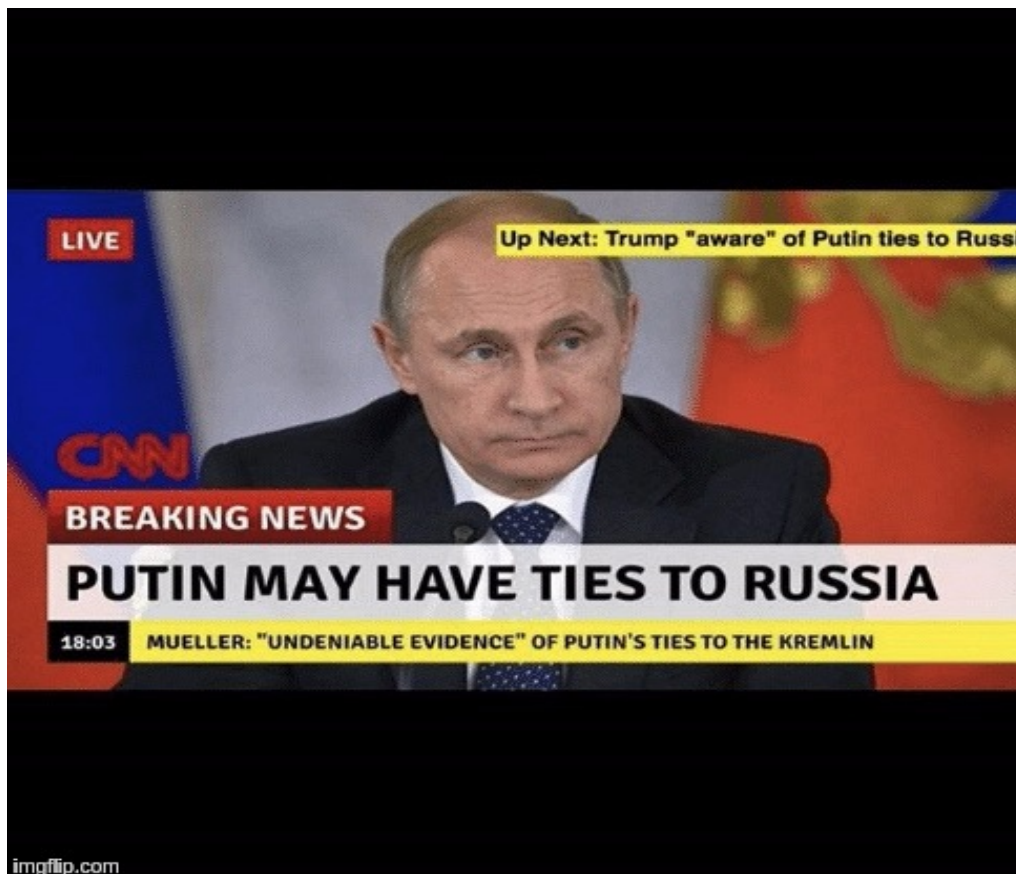 LIVE
Up Next: Trump "aware" of Putin ties to Russi
CNN
BREAKING NEWS
PUTIN MAY HAVE TIES TO RUSSIA
18:03 MUELLER: "UNDENIABLE EVIDENCE" OF PUTIN'S TIES TO THE KREMLIN
imgflip.com